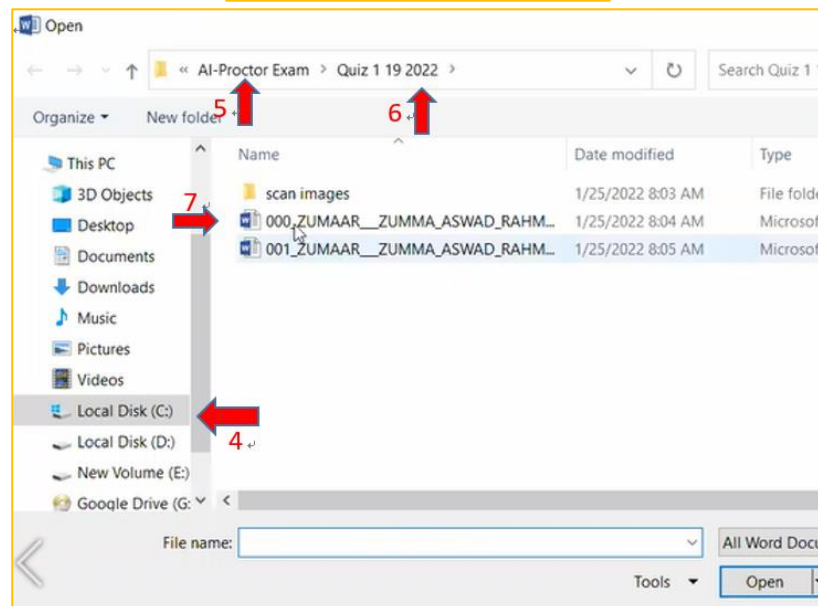 Open
« AI-Proctor Exam > Quiz 1 19 2022 >
Search Quiz 1
5
6
Organize
New folder
Name
Date modified
Type
This PC
3D Objects
scan images
1/25/2022 8:03 AM
File folde
7
Desktop
000_ZUMAAR__ZUMMA_ASWAD_RAHM...
1/25/2022 8:04 AM
Microsof
Documents
001_ZUMAAR__ZUMMA_ASWAD_RAHM...
1/25/2022 8:05 AM
Microsof
Downloads
Music
Pictures
Videos
Local Disk (C:)
4
Local Disk (D:)
New Volume (E:)
Google Drive (G:
File name:
All Word Docu
Tools
Open